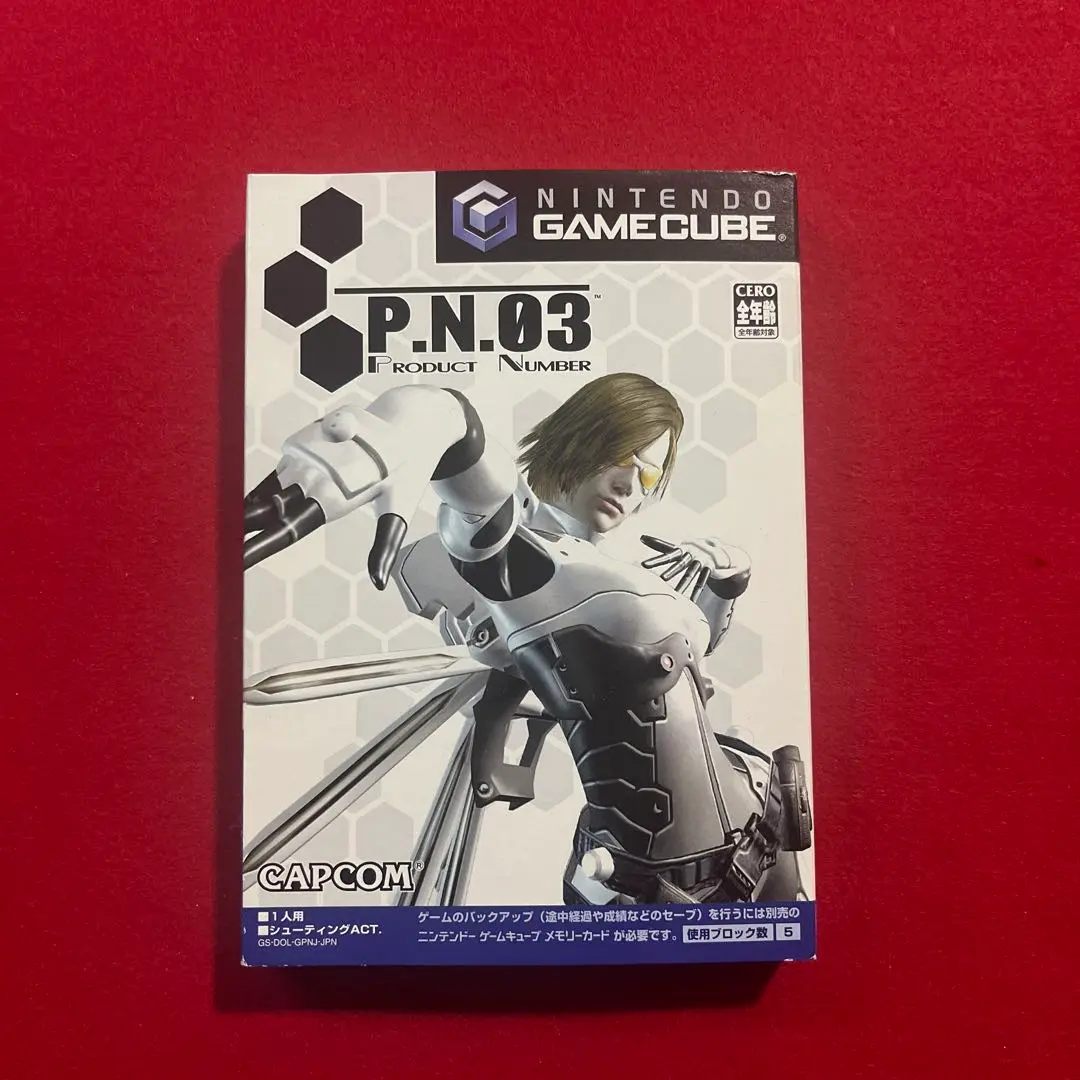 NINTENDO
GAMECUBE®
P.N.03™
PRODUCT NUMBER
CERO
全年齢
全年齢対象
CAPCOM®
■1人用
■シューティングACT.
GS-DOL-GPNJ-JPN
ゲームのバックアップ（途中経過や成績などのセーブ）を行うには別売の
ニンテンドー ゲームキューブ メモリーカード が必要です。 使用ブロック数 5